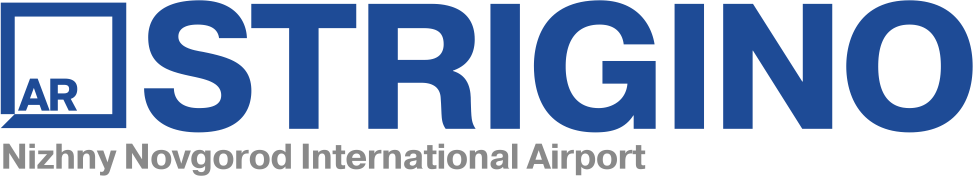 AR STRIGINO
Nizhny Novgorod International Airport